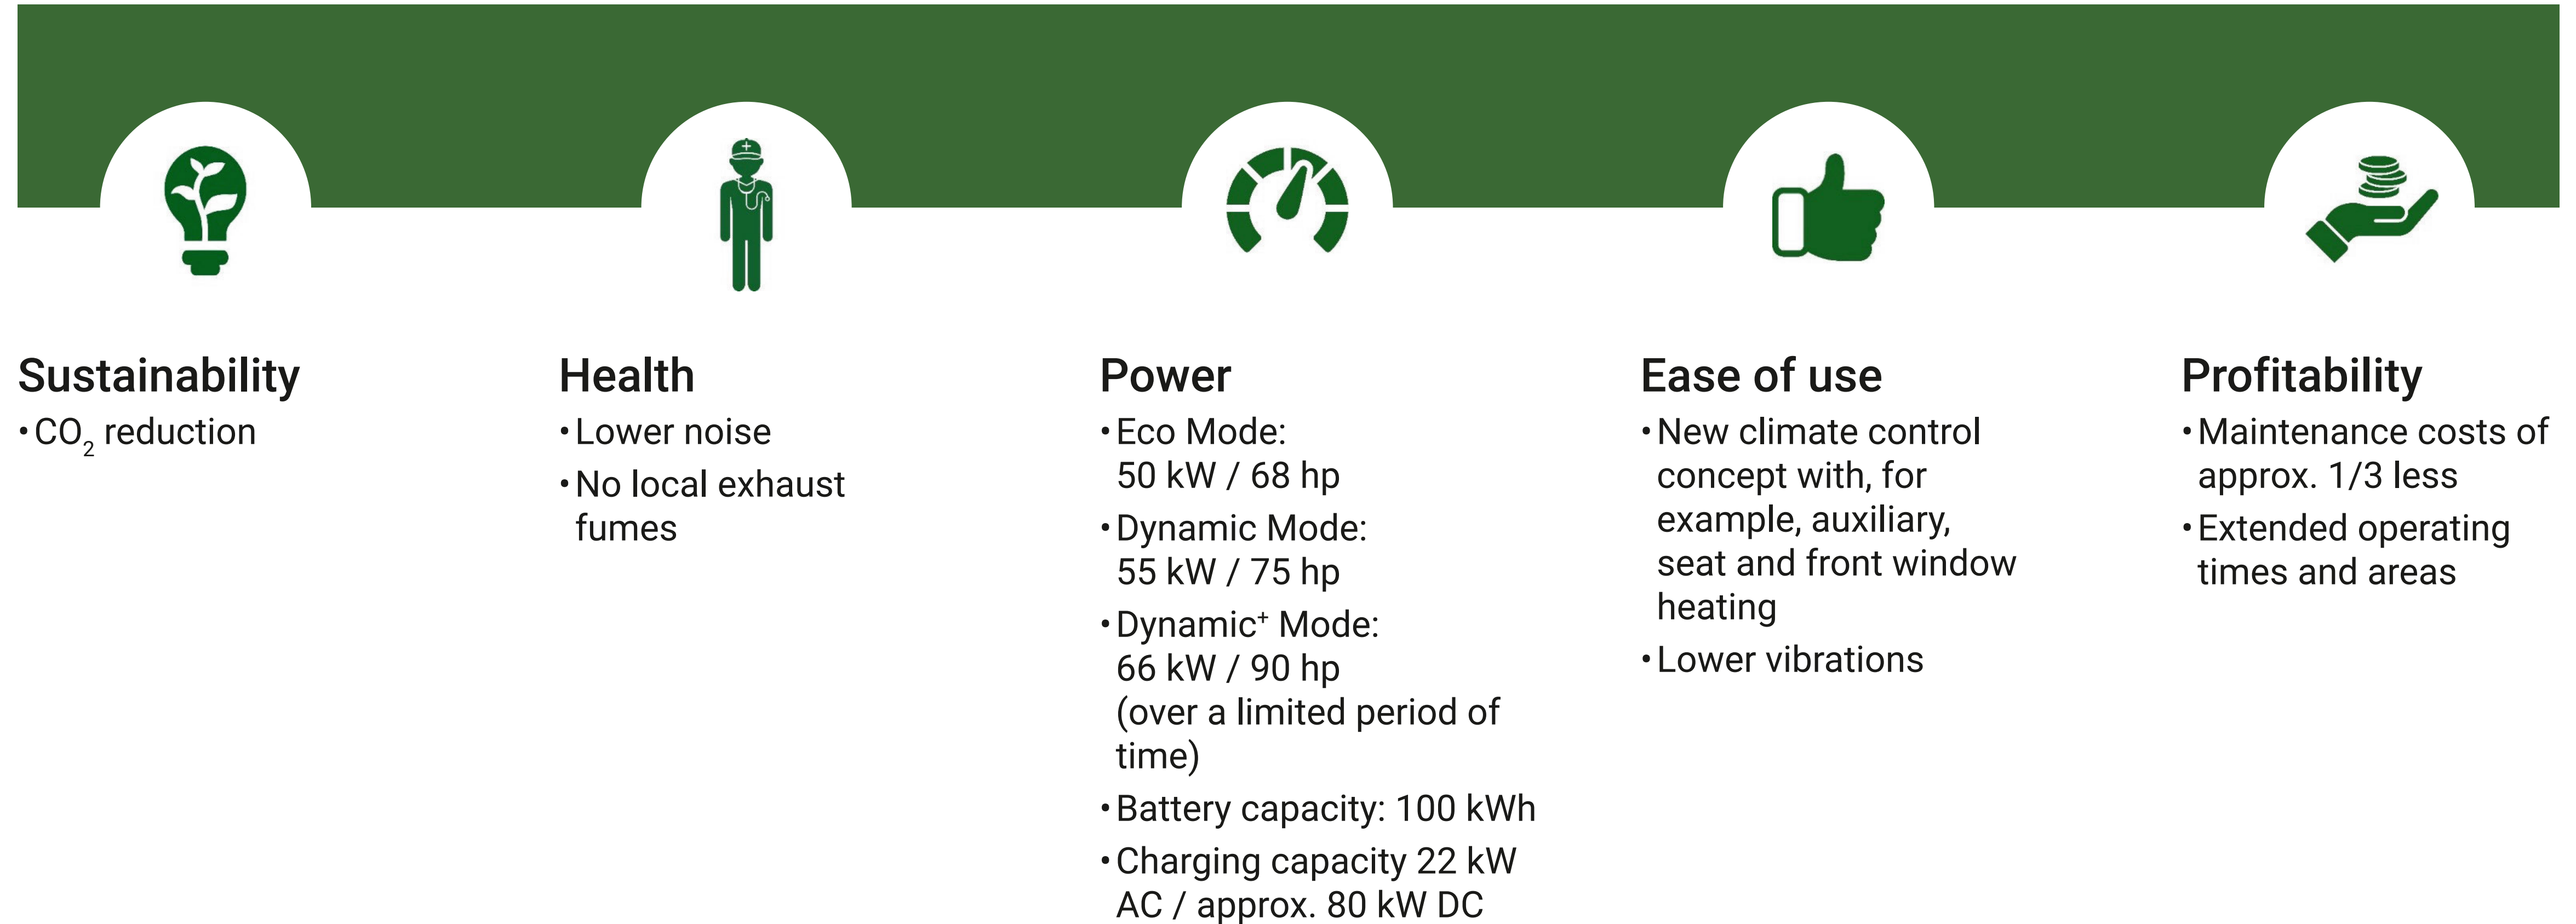 Sustainability
• CO₂ reduction
Health
• Lower noise
• No local exhaust
fumes
Power
• Eco Mode:
50 kW / 68 hp
• Dynamic Mode:
55 kW / 75 hp
• Dynamic⁺ Mode:
66 kW / 90 hp
(over a limited period of
time)
• Battery capacity: 100 kWh
• Charging capacity 22 kW
AC / approx. 80 kW DC
Ease of use
• New climate control
concept with, for
example, auxiliary,
seat and front window
heating
• Lower vibrations
Profitability
• Maintenance costs of
approx. 1/3 less
• Extended operating
times and areas